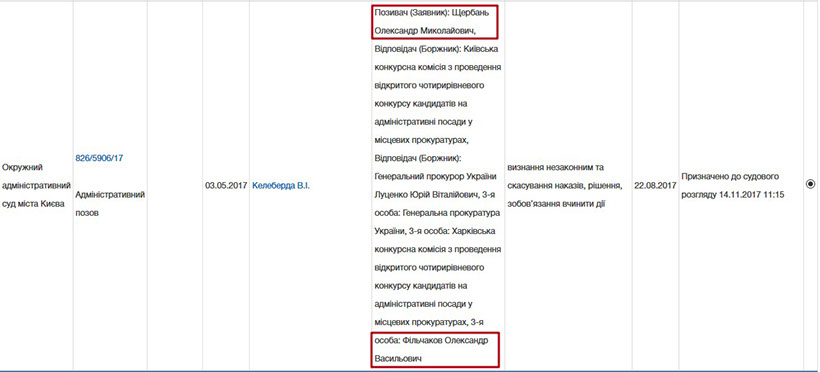 Окружний
адміністративний
суд міста Києва
826/5906/17
Адміністративний
позов
03.05.2017
Келеберда В.І.
Позивач (Заявник): Щербань
Олександр Миколайович,
Відповідач (Боржник): Київська
конкурсна комісія з проведення
відкритого чотирирівневого
конкурсу кандидатів на
адміністративні посади у
місцевих прокуратурах,
Відповідач (Боржник):
Генеральний прокурор України
Луценко Юрій Віталійович, 3-я
особа: Генеральна прокуратура
України, 3-я особа: Харківська
конкурсна комісія з проведення
відкритого чотирирівневого
конкурсу кандидатів на
адміністративні посади у
місцевих прокуратурах, 3-я
особа: Фільчаков Олександр
Васильович
визнання незаконним та
скасування наказів, рішення,
зобов'язання вчинити дії
22.08.2017
Призначено до судового
розгляду 14.11.2017 11:15